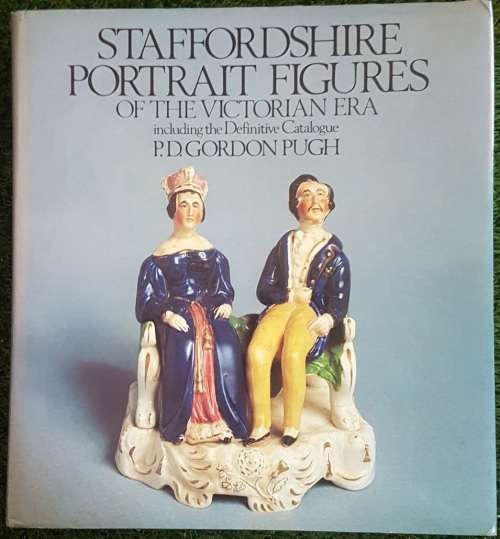 STAFFORDSHIRE
PORTRAIT FIGURES
OF THE VICTORIAN ERA
including the Definitive Catalogue
P.D. GORDON PUGH